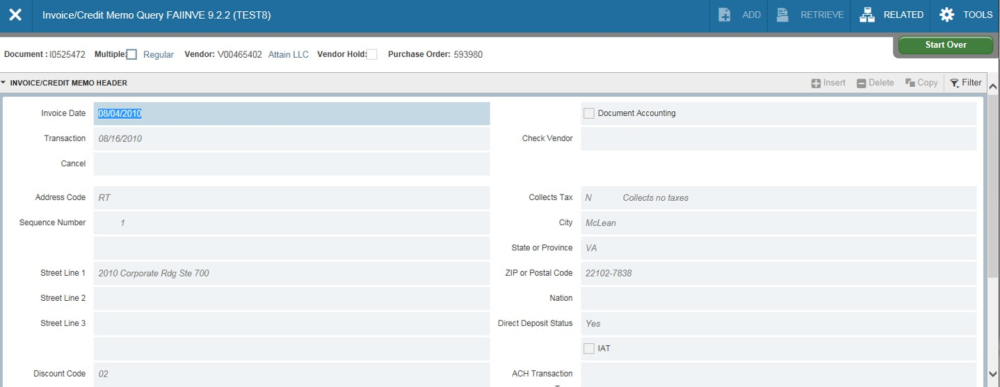 Invoice/Credit Memo Query FAIINVE 9.2.2 (TEST8) ADD RETRIEVE RELATED TOOLS
Document : I0525472 Multiple: Regular Vendor: V00465402 Attain LLC Vendor Hold: Purchase Order: 593980 Start Over
INVOICE/CREDIT MEMO HEADER Insert Delete Copy Filter
Invoice Date 08/04/2010 Document Accounting
Transaction 08/16/2010 Check Vendor
Cancel
Address Code RT Collects Tax N Collects no taxes
Sequence Number 1 City McLean
State or Province VA
Street Line 1 2010 Corporate Rdg Ste 700 ZIP or Postal Code 22102-7838
Street Line 2 Nation
Street Line 3 Direct Deposit Status Yes
IAT
Discount Code 02 ACH Transaction